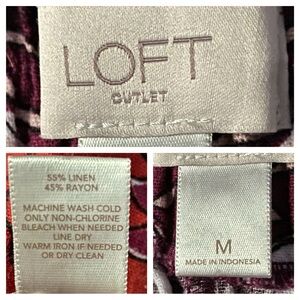 LOFT
OUTLET
55% LINEN
45% RAYON
MACHINE WASH COLD
ONLY NON-CHLORINE
BLEACH WHEN NEEDED
LINE DRY
WARM IRON IF NEEDED
OR DRY CLEAN
M
MADE IN INDONESIA